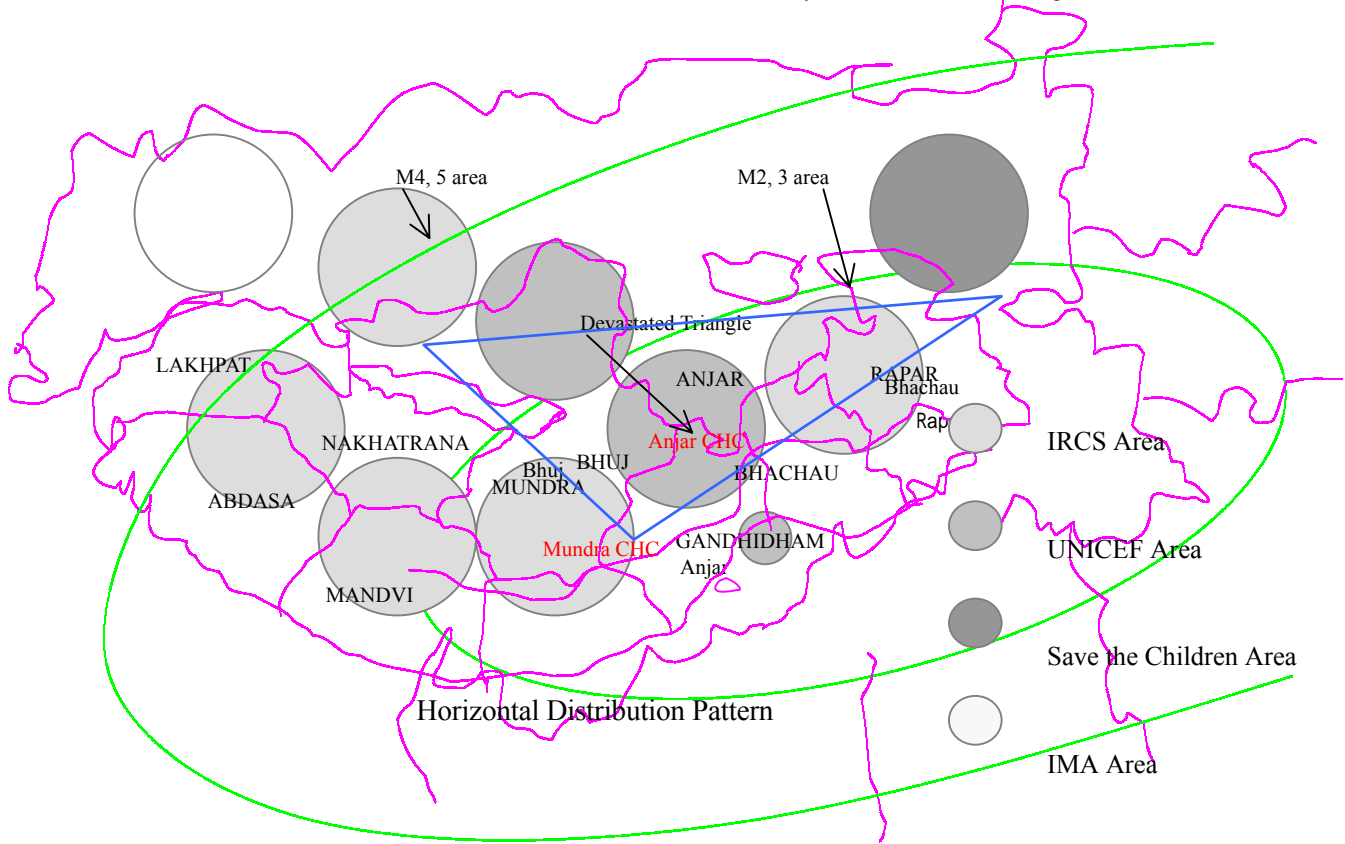 M4, 5 area
M2, 3 area
Devastated Triangle
LAKHPAT
ANJAR
RAPAR
Bhachau
Rap
NAKHATRANA
Anjar CHC
IRCS Area
BHUJ
Bhuj
BHACHAU
MUNDRA
ABDASA
GANDHIDHAM
Mundra CHC
UNICEF Area
Anjar
MANDVI
Save the Children Area
Horizontal Distribution Pattern
IMA Area